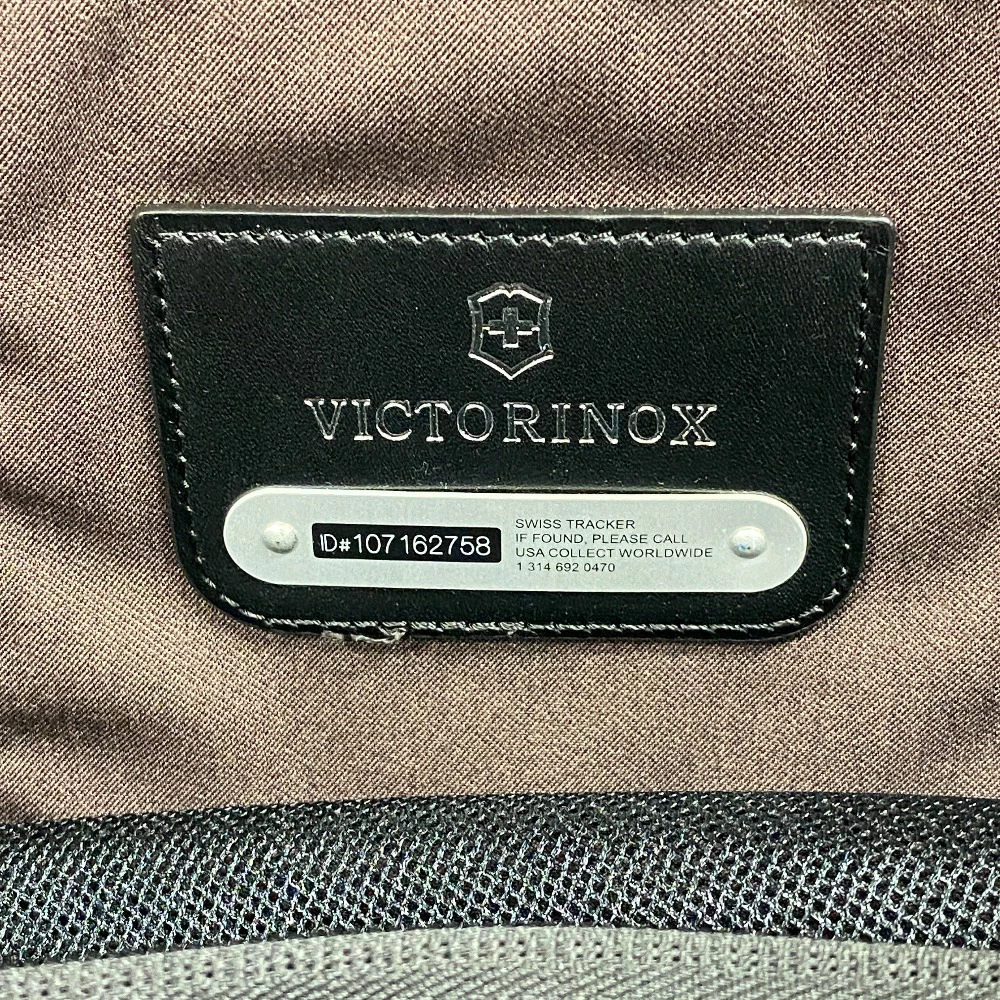 VICTORINOX
ID#107162758
SWISS TRACKER
IF FOUND, PLEASE CALL
USA COLLECT WORLDWIDE
1 314 692 0470